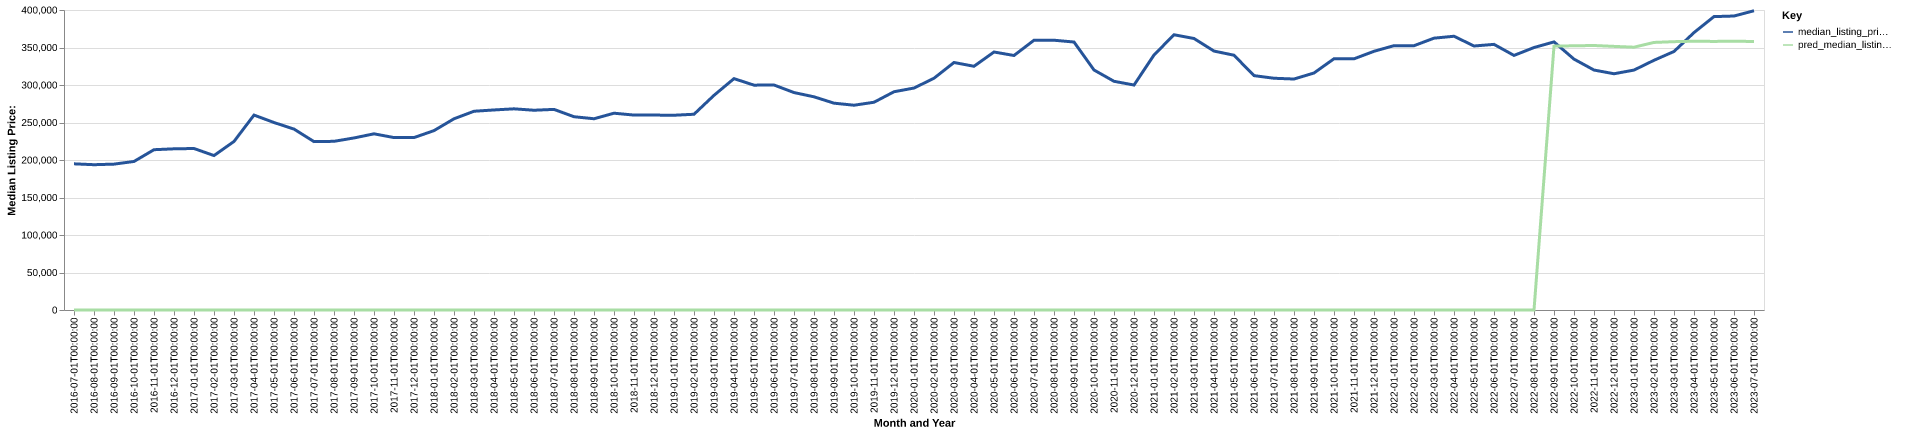 Median Listing Price:
400,000
350,000
300,000
250,000
200,000
150,000
100,000
50,000
0
2016-07-01T00:00:00
2016-08-01T00:00:00
2016-09-01T00:00:00
2016-10-01T00:00:00
2016-11-01T00:00:00
2016-12-01T00:00:00
2017-01-01T00:00:00
2017-02-01T00:00:00
2017-03-01T00:00:00
2017-04-01T00:00:00
2017-05-01T00:00:00
2017-06-01T00:00:00
2017-07-01T00:00:00
2017-08-01T00:00:00
2017-09-01T00:00:00
2017-10-01T00:00:00
2017-11-01T00:00:00
2017-12-01T00:00:00
2018-01-01T00:00:00
2018-02-01T00:00:00
2018-03-01T00:00:00
2018-04-01T00:00:00
2018-05-01T00:00:00
2018-06-01T00:00:00
2018-07-01T00:00:00
2018-08-01T00:00:00
2018-09-01T00:00:00
2018-10-01T00:00:00
2018-11-01T00:00:00
2018-12-01T00:00:00
2019-01-01T00:00:00
2019-02-01T00:00:00
2019-03-01T00:00:00
2019-04-01T00:00:00
2019-05-01T00:00:00
2019-06-01T00:00:00
2019-07-01T00:00:00
2019-08-01T00:00:00
2019-09-01T00:00:00
2019-10-01T00:00:00
2019-11-01T00:00:00
2019-12-01T00:00:00
2020-01-01T00:00:00
2020-02-01T00:00:00
2020-03-01T00:00:00
2020-04-01T00:00:00
2020-05-01T00:00:00
2020-06-01T00:00:00
2020-07-01T00:00:00
2020-08-01T00:00:00
2020-09-01T00:00:00
2020-10-01T00:00:00
2020-11-01T00:00:00
2020-12-01T00:00:00
2021-01-01T00:00:00
2021-02-01T00:00:00
2021-03-01T00:00:00
2021-04-01T00:00:00
2021-05-01T00:00:00
2021-06-01T00:00:00
2021-07-01T00:00:00
2021-08-01T00:00:00
2021-09-01T00:00:00
2021-10-01T00:00:00
2021-11-01T00:00:00
2021-12-01T00:00:00
2022-01-01T00:00:00
2022-02-01T00:00:00
2022-03-01T00:00:00
2022-04-01T00:00:00
2022-05-01T00:00:00
2022-06-01T00:00:00
2022-07-01T00:00:00
2022-08-01T00:00:00
2022-09-01T00:00:00
2022-10-01T00:00:00
2022-11-01T00:00:00
2022-12-01T00:00:00
2023-01-01T00:00:00
2023-02-01T00:00:00
2023-03-01T00:00:00
2023-04-01T00:00:00
2023-05-01T00:00:00
2023-06-01T00:00:00
2023-07-01T00:00:00
Month and Year
Key
median_listing_pri…
pred_median_listin…